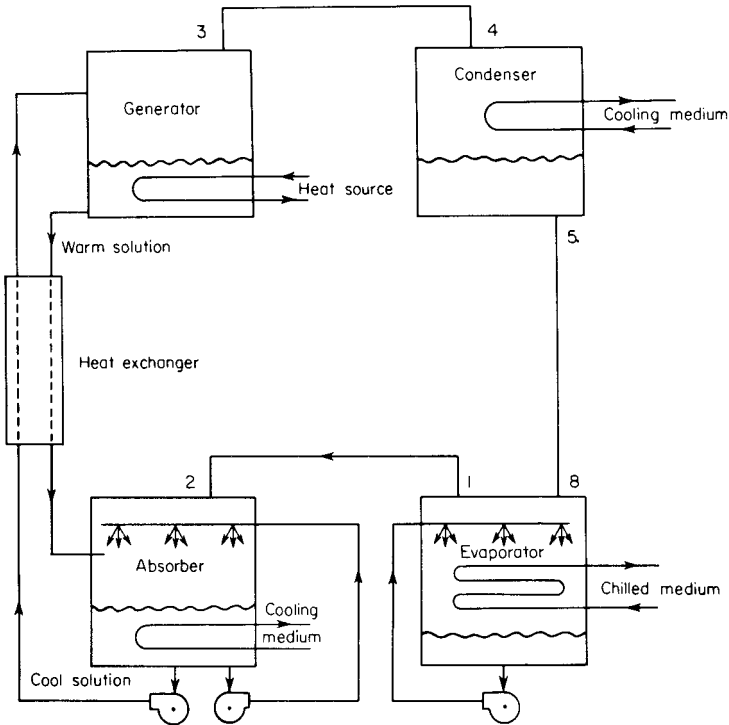 3
4
Generator
Condenser
Cooling medium
Heat source
5.
Warm solution
Heat exchanger
2
1
8
Absorber
Evaporator
Chilled medium
Cooling
medium
Cool solution